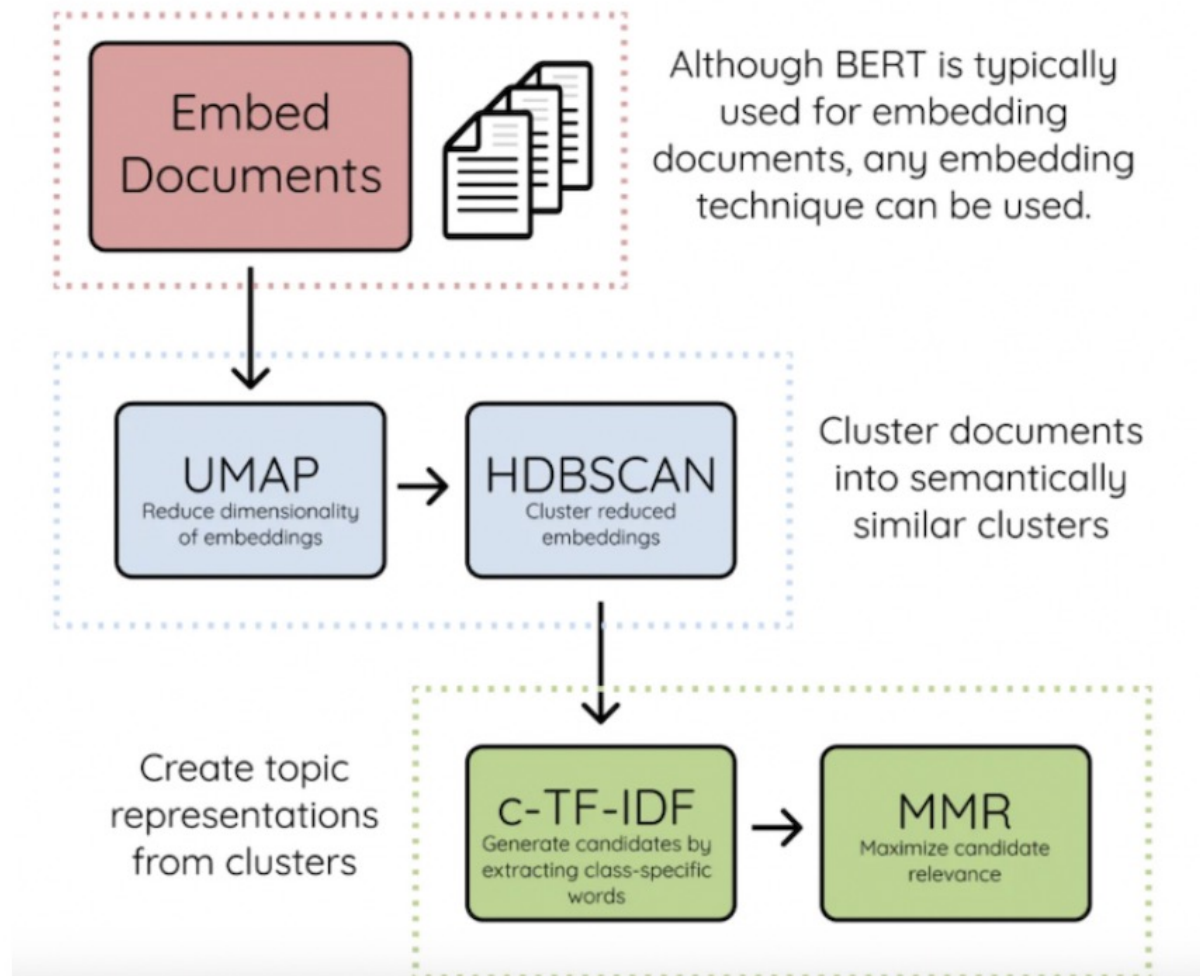 Embed
Documents
Although BERT is typically
used for embedding
documents, any embedding
technique can be used.
UMAP
Reduce dimensionality
of embeddings
HDBSCAN
Cluster reduced
embeddings
Cluster documents
into semantically
similar clusters
Create topic
representations
from clusters
c-TF-IDF
Generate candidates by
extracting class-specific
words
MMR
Maximize candidate
relevance